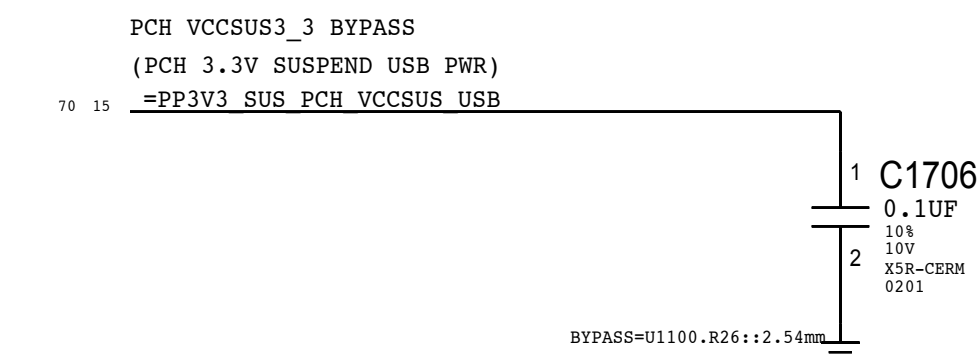 PCH VCCSUS3_3 BYPASS
(PCH 3.3V SUSPEND USB PWR)
70 15 =PP3V3_SUS_PCH_VCCSUS_USB
1 C1706
0.1UF
10%
10V
2 X5R-CERM
0201
BYPASS=U1100.R26::2.54mm